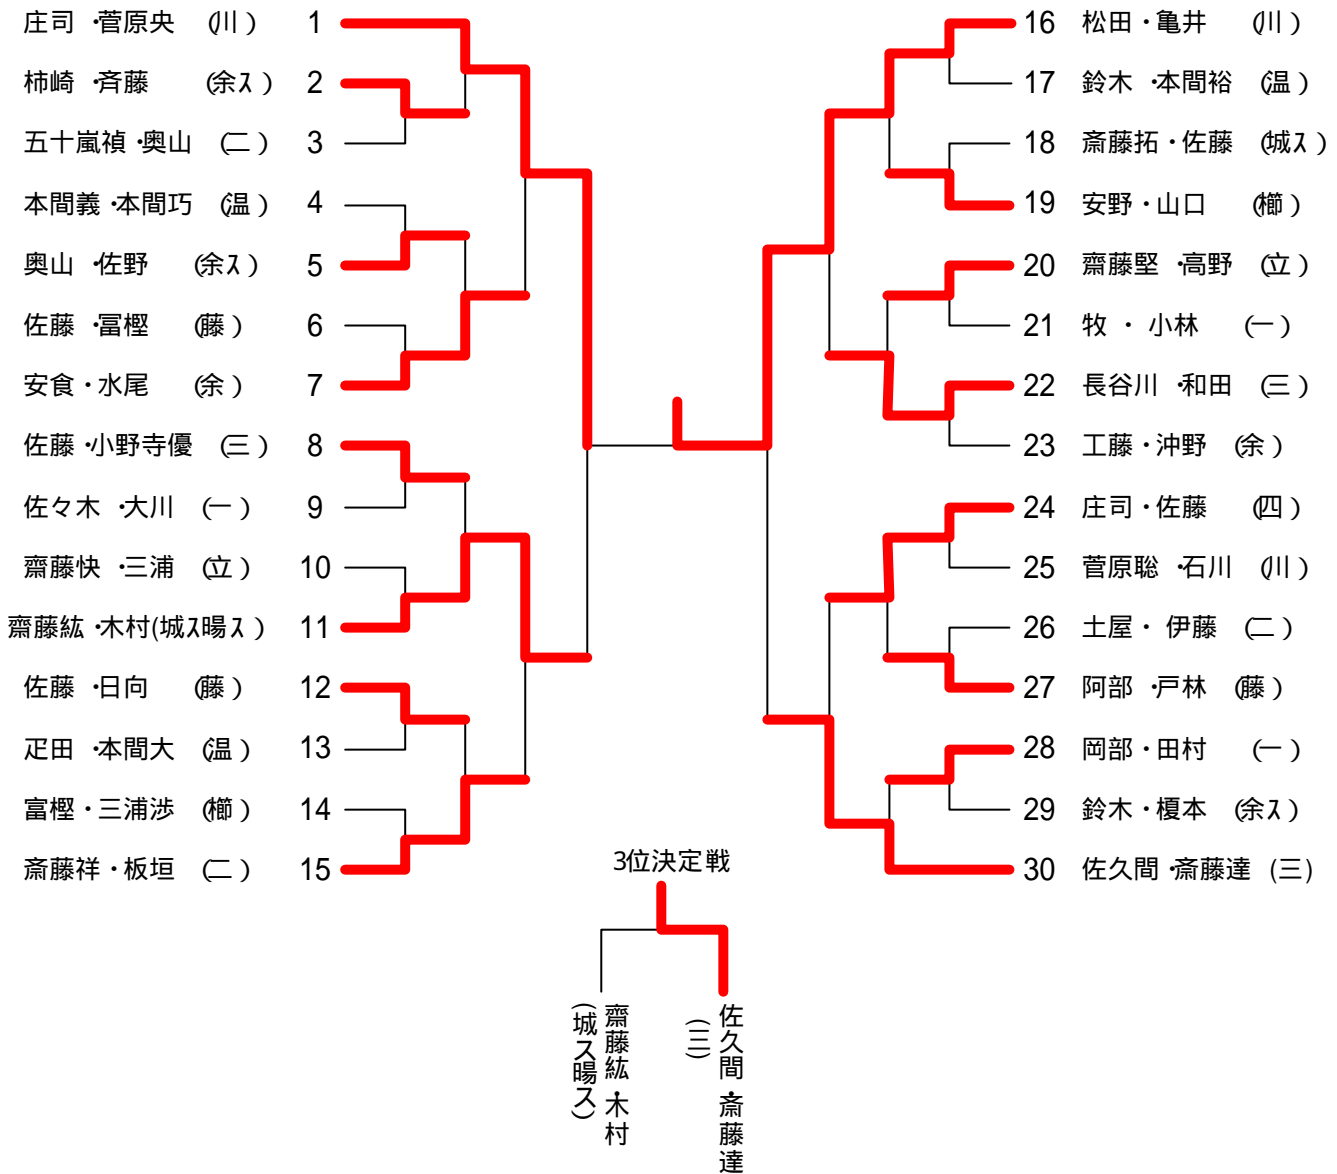 庄司・菅原央 (川) 1
柿崎・斉藤 (余ス) 2
五十嵐禎・奥山 (二) 3
本間義・本間巧 (温) 4
奥山・佐野 (余ス) 5
佐藤・冨樫 (藤) 6
安食・水尾 (余) 7
佐藤・小野寺優 (三) 8
佐々木・大川 (一) 9
齋藤快・三浦 (立) 10
齋藤紘・木村(城ス暘ス) 11
佐藤・日向 (藤) 12
疋田・本間大 (温) 13
富樫・三浦渉 (櫛) 14
斎藤祥・板垣 (二) 15
16 松田・亀井 (川)
17 鈴木・本間裕 (温)
18 斎藤拓・佐藤 (城ス)
19 安野・山口 (櫛)
20 齋藤堅・高野 (立)
21 牧・小林 (一)
22 長谷川・和田 (三)
23 工藤・沖野 (余)
24 庄司・佐藤 (四)
25 菅原聡・石川 (川)
26 土屋・伊藤 (二)
27 阿部・戸林 (藤)
28 岡部・田村 (一)
29 鈴木・榎本 (余ス)
30 佐久間・斎藤達 (三)
3位決定戦
齋藤紘・木村
(城ス暘ス)
佐久間・斎藤達
(三)